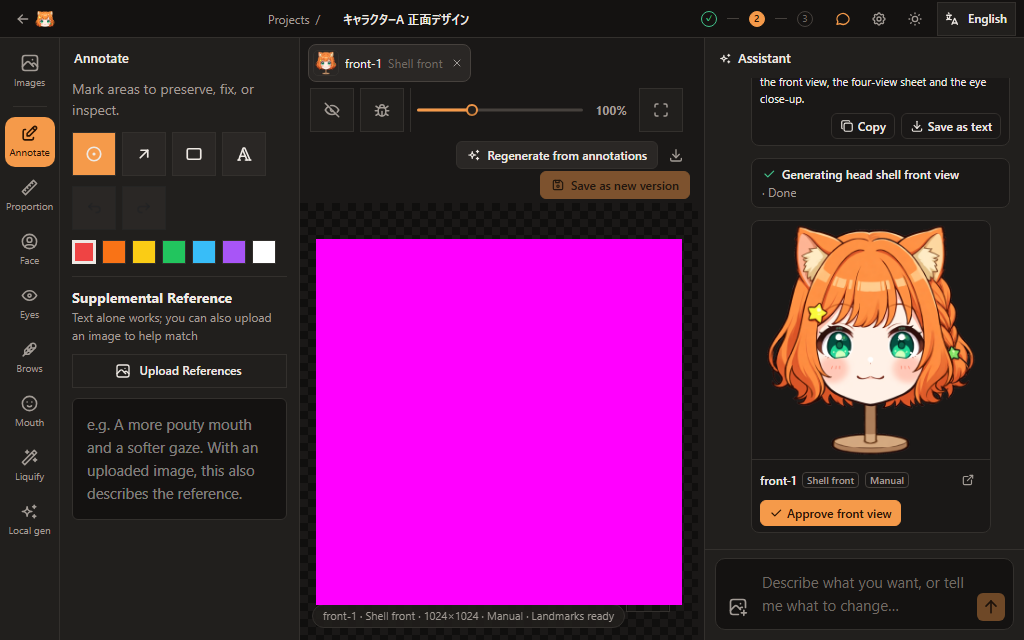 Projects /
キャラクターA 正面デザイン
2
3
English
Images
Annotate
Proportion
Face
Eyes
Brows
Mouth
Liquify
Local gen
Annotate
Mark areas to preserve, fix, or
inspect.
A
Supplemental Reference
Text alone works; you can also upload
an image to help match
Upload References
e.g. A more pouty mouth
and a softer gaze. With an
uploaded image, this also
describes the reference.
front-1 Shell front
100%
Regenerate from annotations
Save as new version
front-1 · Shell front · 1024×1024 · Manual · Landmarks ready
Assistant
the front view, the four-view sheet and the eye
close-up.
Copy
Save as text
Generating head shell front view
· Done
front-1 Shell front Manual
Approve front view
Describe what you want, or tell
me what to change...